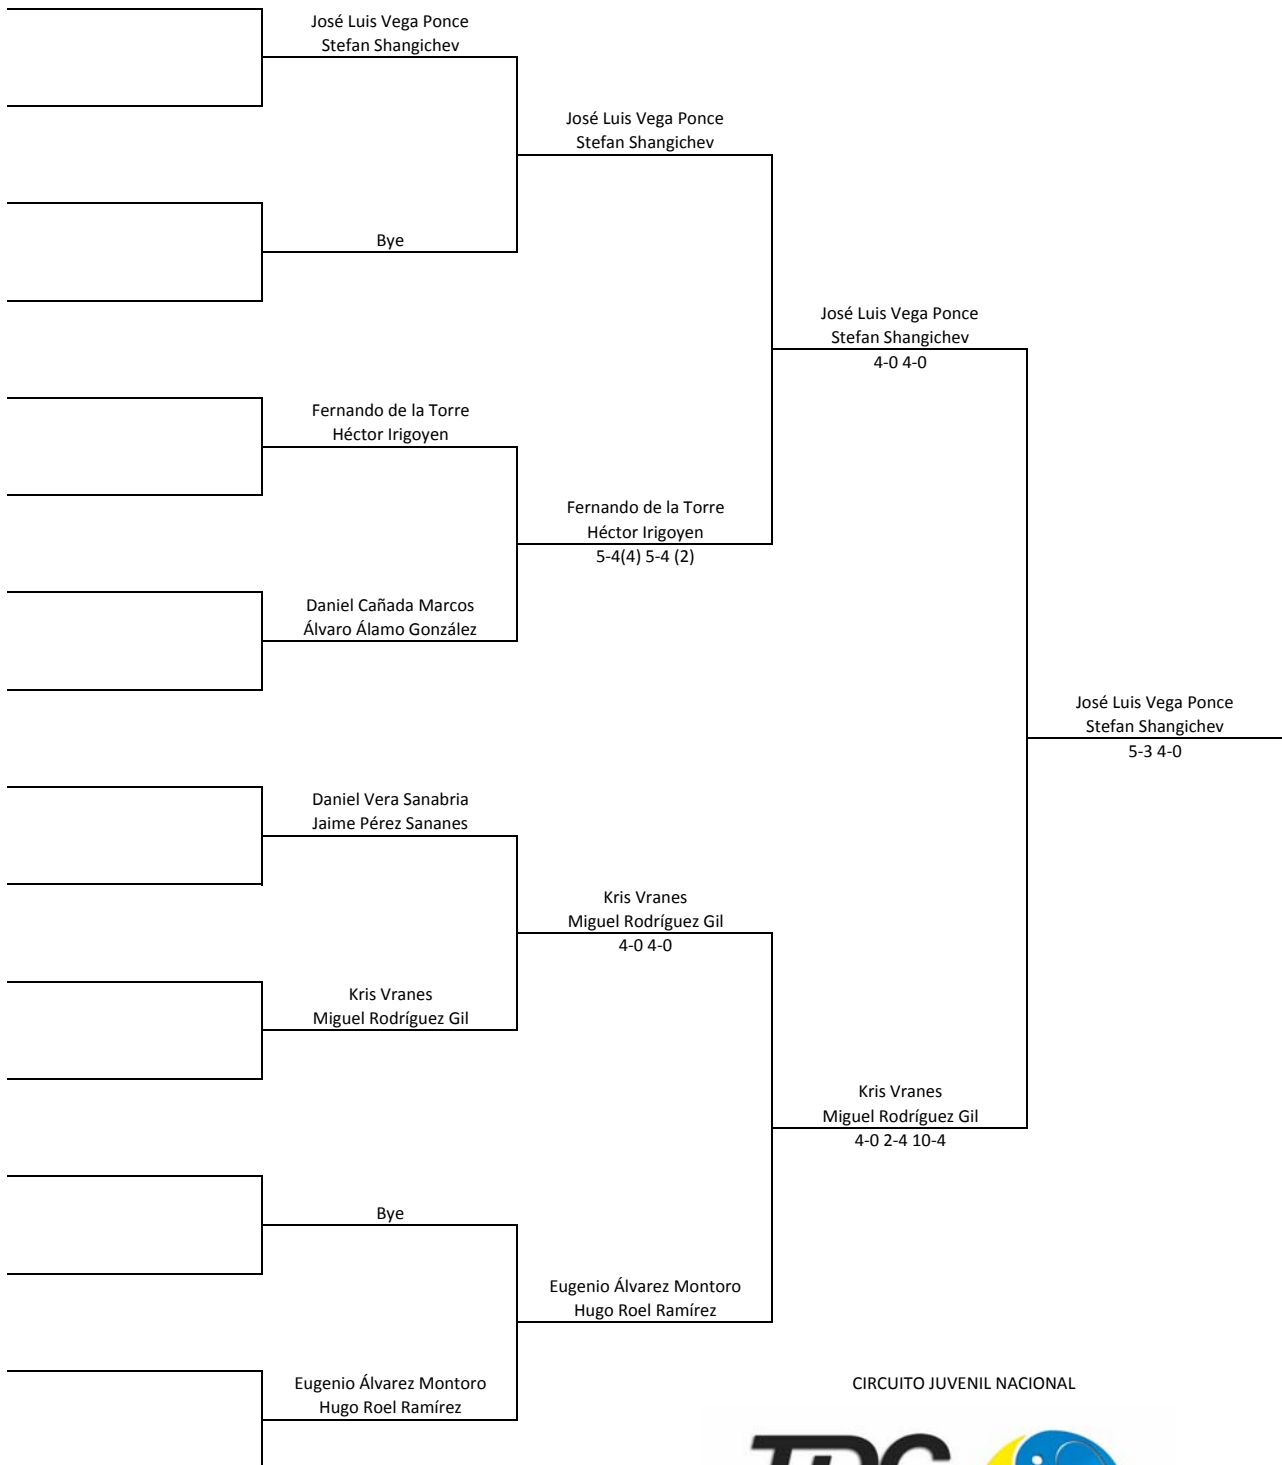 José Luis Vega Ponce
Stefan Shangichev
José Luis Vega Ponce
Stefan Shangichev
Bye
José Luis Vega Ponce
Stefan Shangichev
4-0 4-0
Fernando de la Torre
Héctor Irigoyen
Fernando de la Torre
Héctor Irigoyen
5-4(4) 5-4 (2)
Daniel Cañada Marcos
Álvaro Álamo González
José Luis Vega Ponce
Stefan Shangichev
5-3 4-0
Daniel Vera Sanabria
Jaime Pérez Sananes
Kris Vranes
Miguel Rodríguez Gil
4-0 4-0
Kris Vranes
Miguel Rodríguez Gil
Kris Vranes
Miguel Rodríguez Gil
4-0 2-4 10-4
Bye
Eugenio Álvarez Montoro
Hugo Roel Ramírez
Eugenio Álvarez Montoro
Hugo Roel Ramírez
CIRCUITO JUVENIL NACIONAL